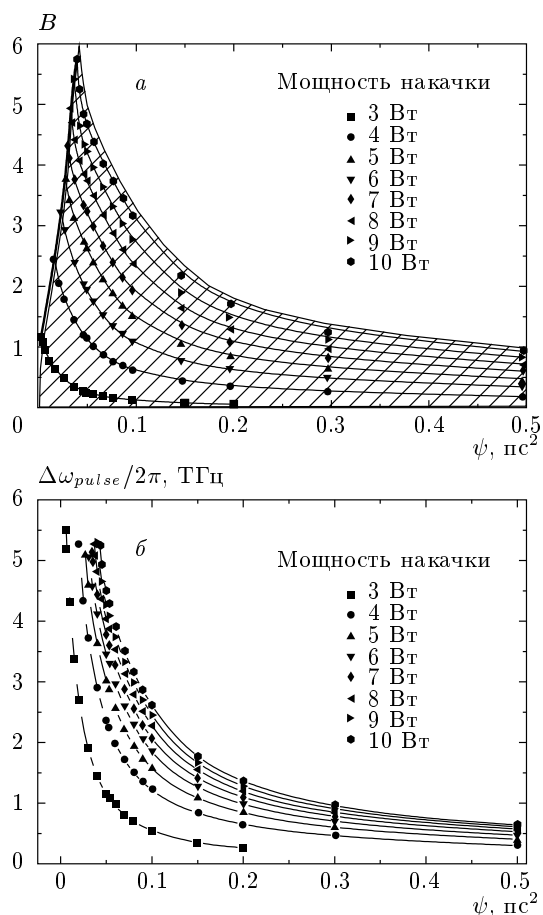 B
6
а
Мощность накачки
5
3 Вт
4 Вт
4
5 Вт
6 Вт
7 Вт
3
8 Вт
9 Вт
10 Вт
2
1
0
0.1
0.2
0.3
0.4
0.5
ψ, пс²
Δω_pulse/2π, ТГц
6
б
5
Мощность накачки
3 Вт
4
4 Вт
5 Вт
6 Вт
3
7 Вт
8 Вт
9 Вт
2
10 Вт
1
0
0
0.1
0.2
0.3
0.4
0.5
ψ, пс²